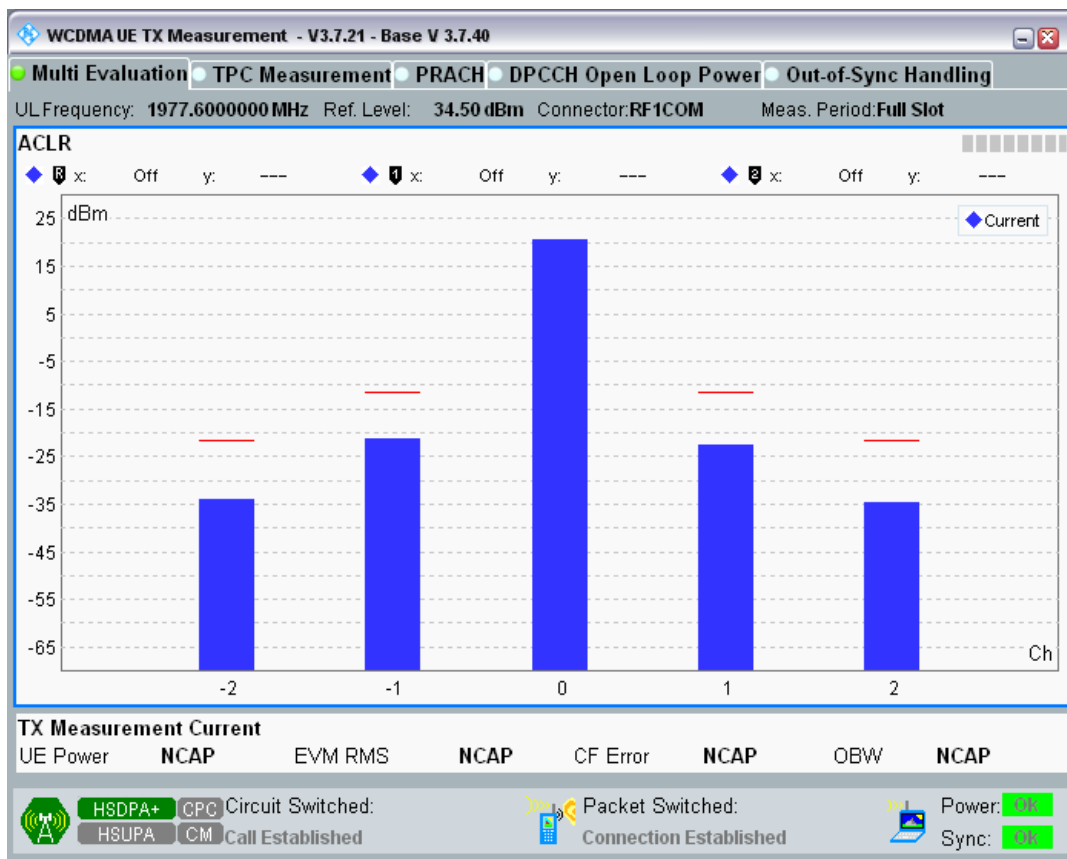 WCDMA UE TX Measurement - V3.7.21 - Base V 3.7.40
Multi Evaluation TPC Measurement PRACH DPCCH Open Loop Power Out-of-Sync Handling
UL Frequency: 1977.6000000 MHz Ref. Level: 34.50 dBm Connector:RF1COM Meas. Period:Full Slot
ACLR
R x: Off y: --- 1 x: Off y: --- 2 x: Off y: ---
dBm
Current
25
15
5
-5
-15
-25
-35
-45
-55
-65
Ch
-2 -1 0 1 2
TX Measurement Current
UE Power NCAP EVM RMS NCAP CF Error NCAP OBW NCAP
HSDPA+ CPC Circuit Switched: Packet Switched: Power: OK
HSUPA CM Call Established Connection Established Sync: OK